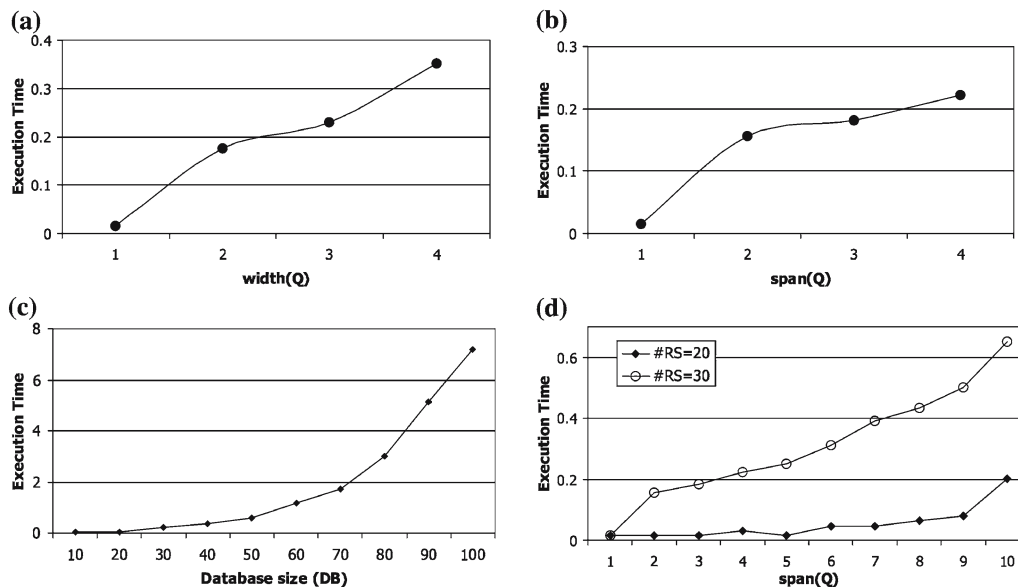 (a)
0.4
0.3
0.2
0.1
0
Execution Time
1 2 3 4
width(Q)
(b)
0.3
0.2
0.1
0
Execution Time
1 2 3 4
span(Q)
(c)
8
6
4
2
0
Execution Time
10 20 30 40 50 60 70 80 90 100
Database size (DB)
(d)
0.6
0.4
0.2
0
Execution Time
#RS=20
#RS=30
1 2 3 4 5 6 7 8 9 10
span(Q)